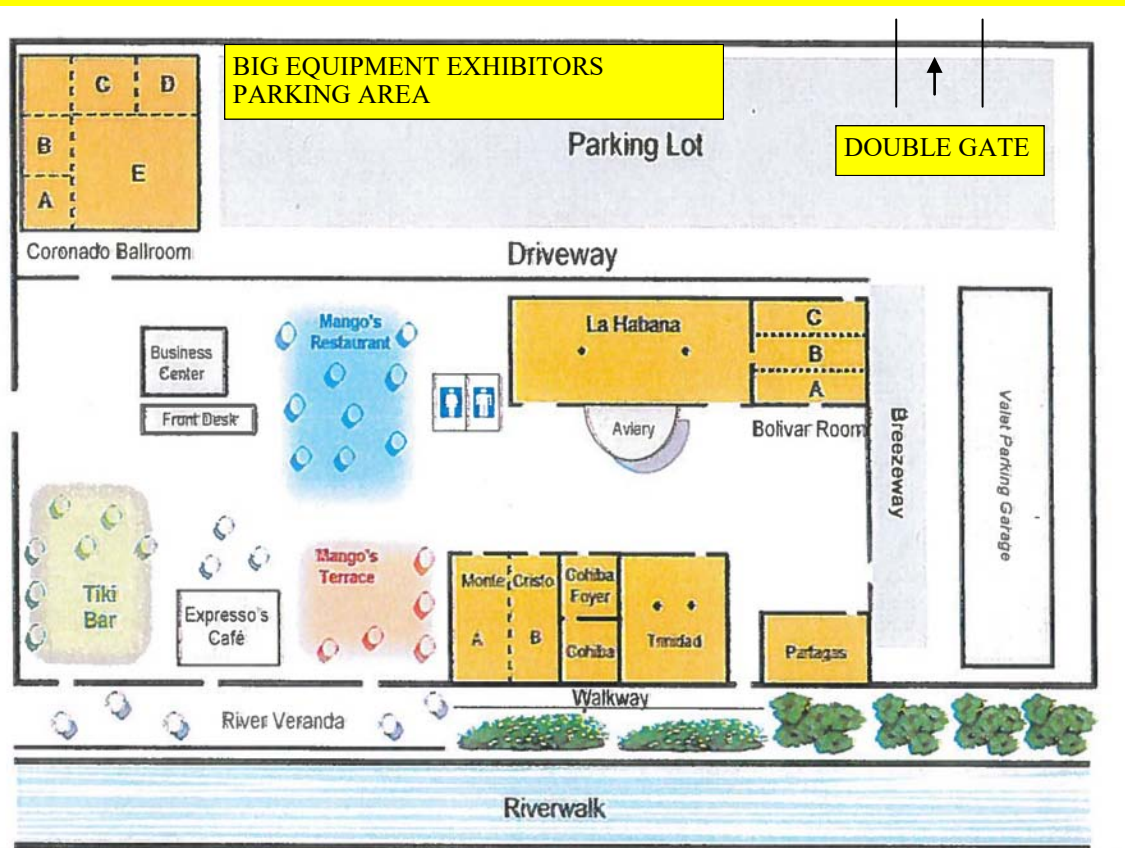 BIG EQUIPMENT EXHIBITORS
PARKING AREA
C
D
B
E
A
Parking Lot
DOUBLE GATE
Coronado Ballroom
Driveway
Mango's
Restaurant
La Habana
C
B
A
Business
Center
Front Desk
Aviary
Bolivar Room
Breezeway
Valet Parking Garage
Tiki
Bar
Expresso's
Café
Mango's
Terrace
Monte Cristo
A
B
Cohiba
Foyer
Cohiba
Trinidad
Partagas
Walkway
River Veranda
Riverwalk